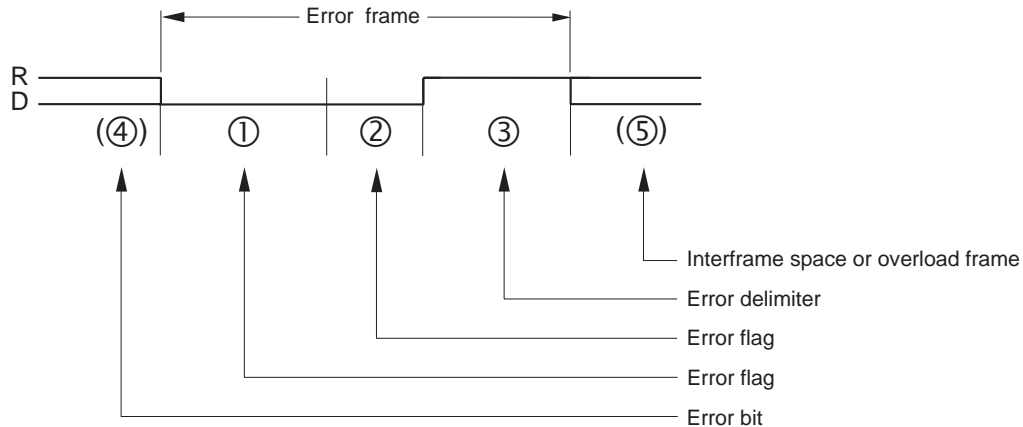 Error frame
R
D
(④) ① ② ③ (⑤)
Interframe space or overload frame
Error delimiter
Error flag
Error flag
Error bit